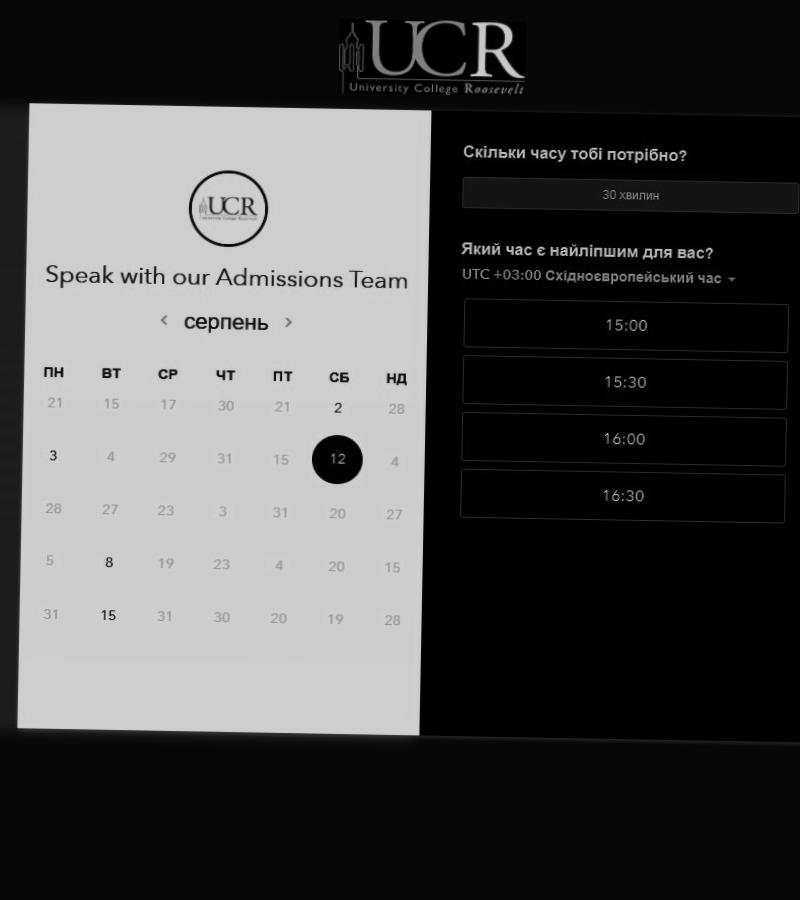 UCR
University College Roosevelt
UCR
Speak with our Admissions Team
серпень
ПН ВТ СР ЧТ ПТ СБ НД
21 15 17 30 21 2 28
3 4 29 31 15 12 4
28 27 23 3 31 20 27
5 8 19 23 4 20 15
31 15 31 30 20 19 28
Скільки часу тобі потрібно?
30 хвилин
Який час є найліпшим для вас?
UTC +03:00 Східноєвропейський час
15:00
15:30
16:00
16:30